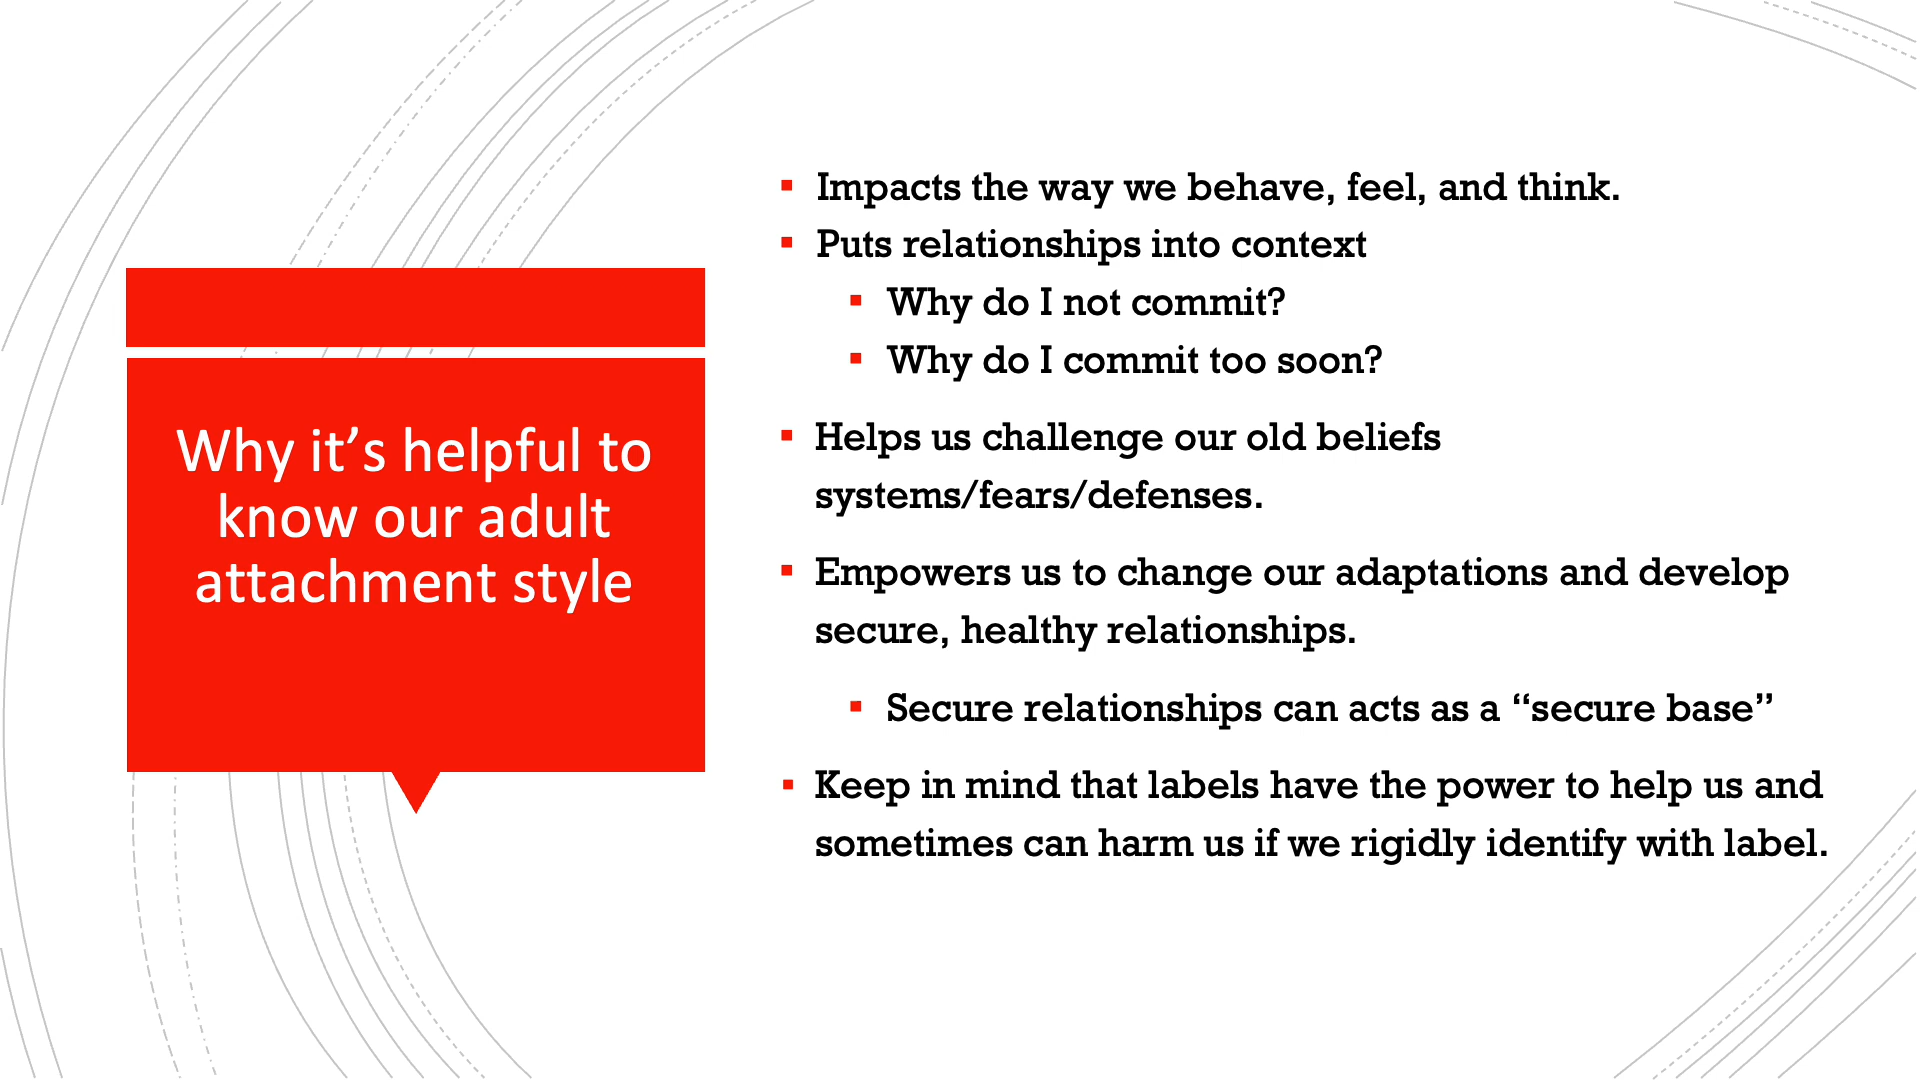 Why it’s helpful to
know our adult
attachment style
Impacts the way we behave, feel, and think.
Puts relationships into context
Why do I not commit?
Why do I commit too soon?
Helps us challenge our old beliefs
systems/fears/defenses.
Empowers us to change our adaptations and develop
secure, healthy relationships.
Secure relationships can acts as a “secure base”
Keep in mind that labels have the power to help us and
sometimes can harm us if we rigidly identify with label.